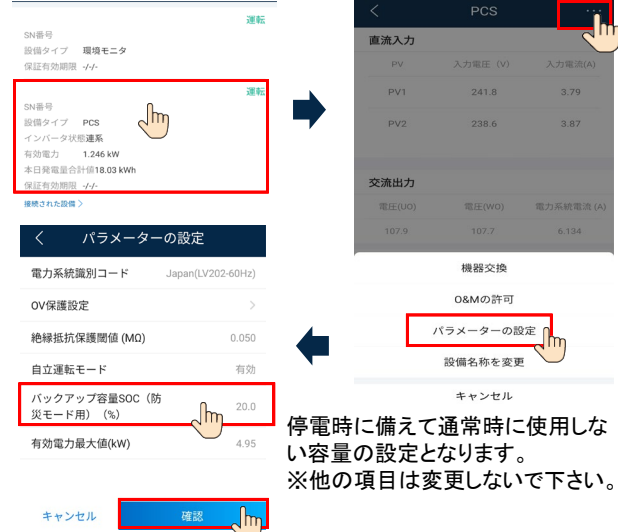 運転
SN番号
設備タイプ 環境モニタ
保証有効期限 -/-/-
運転
SN番号
設備タイプ PCS
インバータ状態連系
有効電力 1.246 kW
本日発電量合計値18.03 kWh
保証有効期限 -/-/-
接続された設備 >
< PCS ...
直流入力
PV 入力電圧 (V) 入力電流(A)
PV1 241.8 3.79
PV2 238.6 3.87
交流出力
電圧(UO) 電圧(WO) 電力系統電流 (A)
107.9 107.7 6.134
機器交換
O&Mの許可
パラメーターの設定
設備名称を変更
キャンセル
< パラメーターの設定
電力系統識別コード Japan(LV202-60Hz)
OV保護設定 >
絶縁抵抗保護閾値 (MΩ) 0.050
自立運転モード 有効
バックアップ容量SOC（防
災モード用）（%） 20.0
有効電力最大値(kW) 4.95
キャンセル 確認
停電時に備えて通常時に使用しな
い容量の設定となります。
※他の項目は変更しないで下さい。